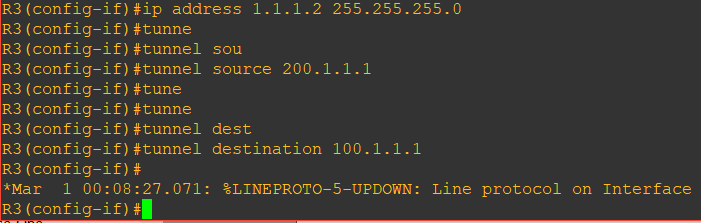 R3(config-if)#ip address 1.1.1.2 255.255.255.0
R3(config-if)#tunne
R3(config-if)#tunnel sou
R3(config-if)#tunnel source 200.1.1.1
R3(config-if)#tune
R3(config-if)#tunne
R3(config-if)#tunnel dest
R3(config-if)#tunnel destination 100.1.1.1
R3(config-if)#
*Mar  1 00:08:27.071: %LINEPROTO-5-UPDOWN: Line protocol on Interface
R3(config-if)#